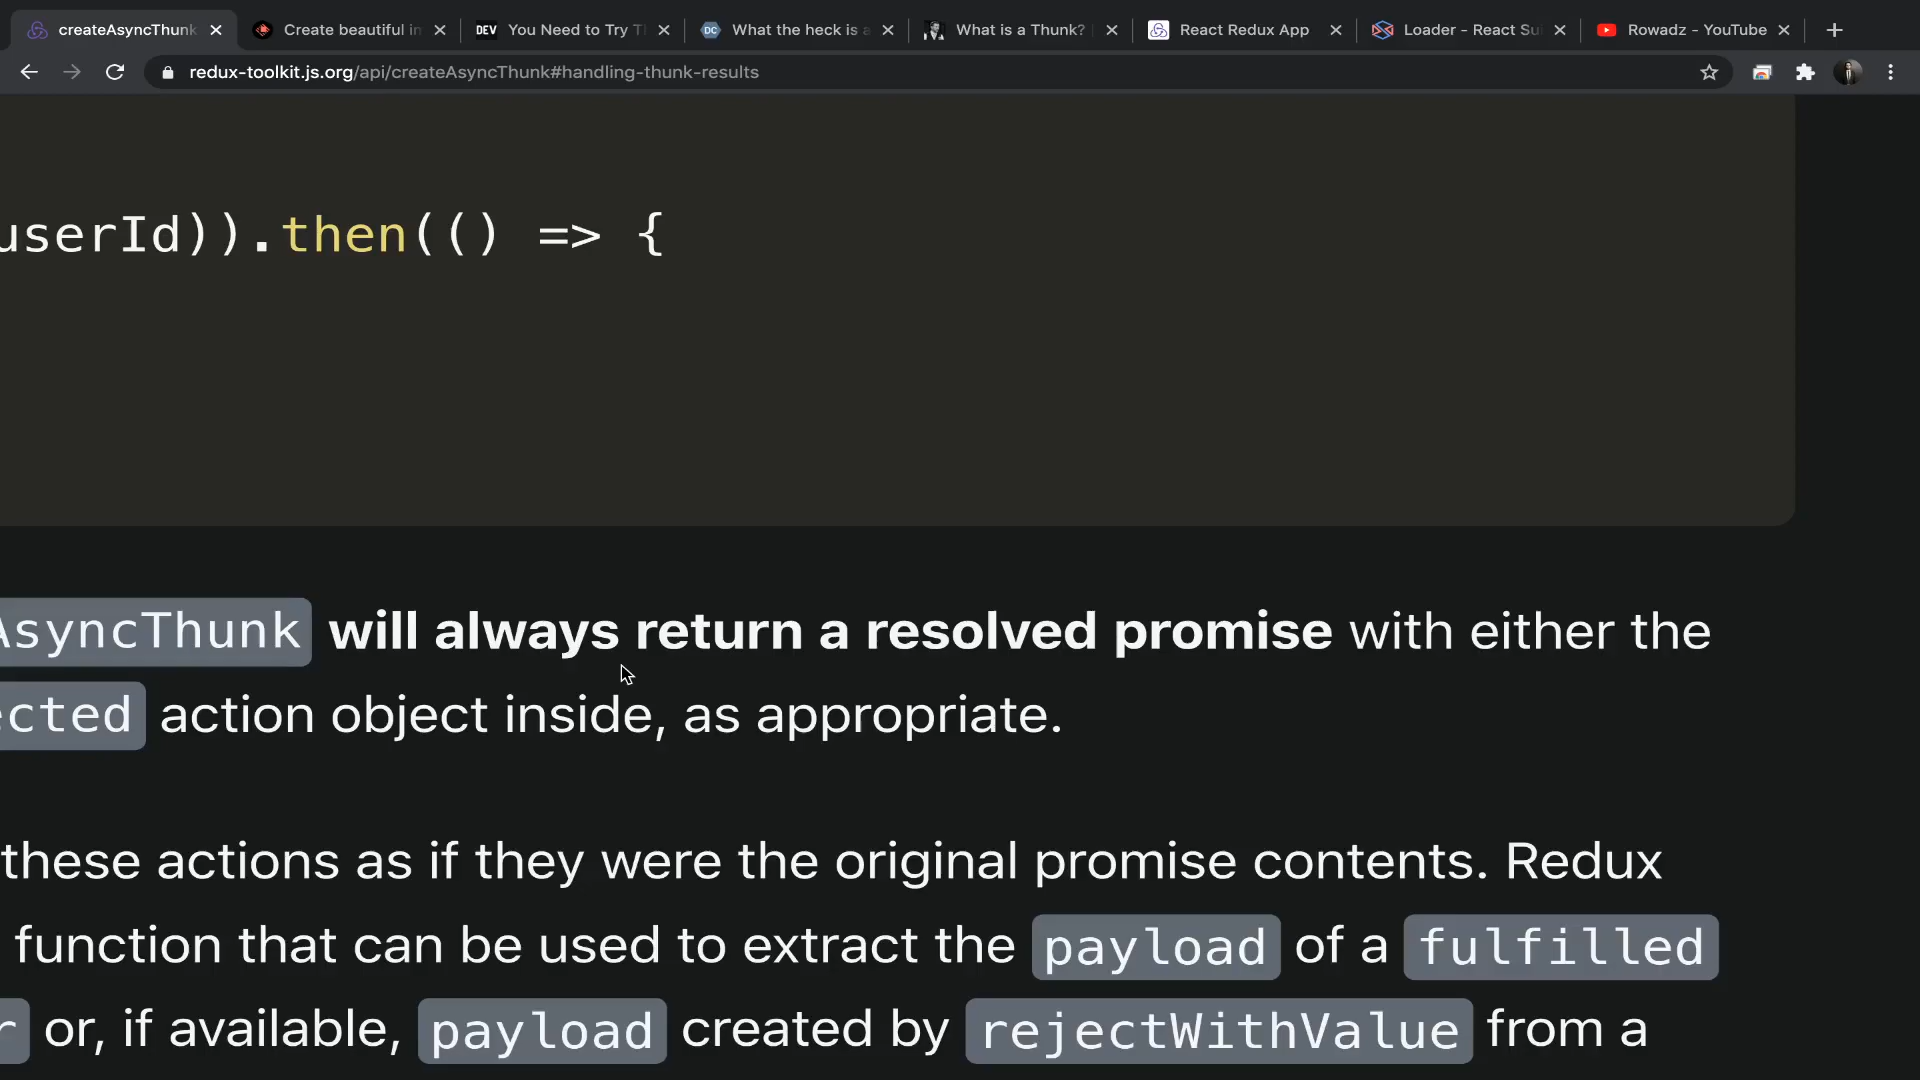 createAsyncThunk
Create beautiful in
DEV You Need to Try T
DC What the heck is a
What is a Thunk?
React Redux App
Loader - React Sui
Rowadz - YouTube
redux-toolkit.js.org/api/createAsyncThunk#handling-thunk-results
userId)).then(() => {
AsyncThunk will always return a resolved promise with either the
ected action object inside, as appropriate.
these actions as if they were the original promise contents. Redux
function that can be used to extract the payload of a fulfilled
r or, if available, payload created by rejectWithValue from a